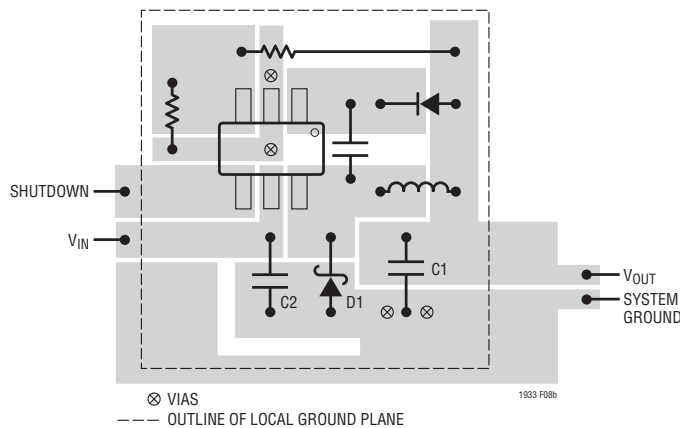 SHUTDOWN
VIN
C2
D1
C1
VOUT
SYSTEM
GROUND
1933 F08b
VIAS
OUTLINE OF LOCAL GROUND PLANE